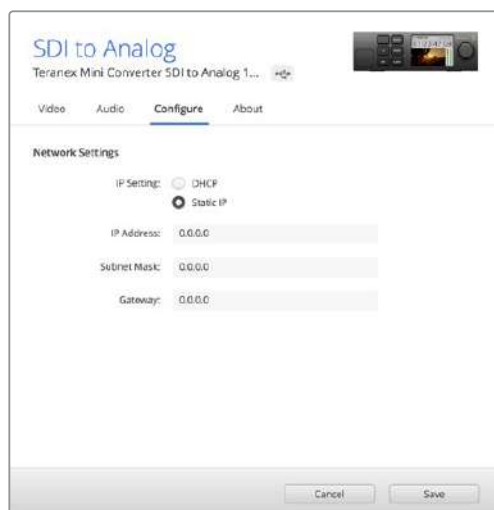 SDI to Analog
Teranex Mini Converter SDI to Analog 1...
Video Audio Configure About
Network Settings
IP Setting: DHCP
Static IP
IP Address: 0.0.0.0
Subnet Mask: 0.0.0.0
Gateway: 0.0.0.0
Cancel Save